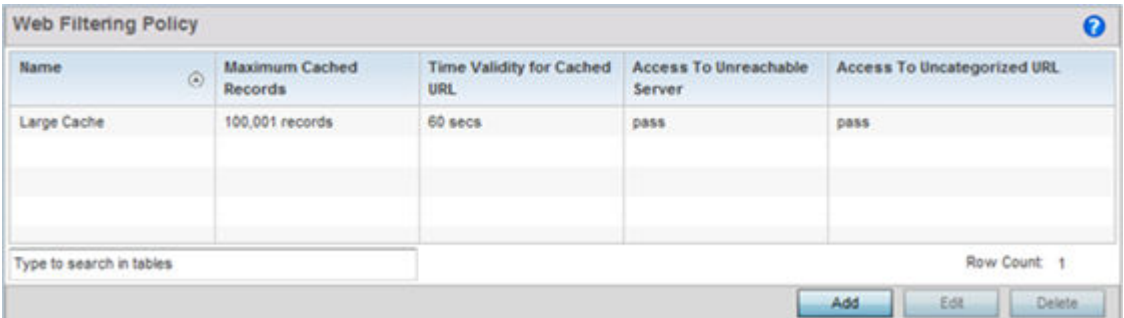 Web Filtering Policy
?
Name
Maximum Cached Records
Time Validity for Cached URL
Access To Unreachable Server
Access To Uncategorized URL
Large Cache
100,001 records
60 secs
pass
pass
Type to search in tables
Row Count: 1
Add
Edit
Delete